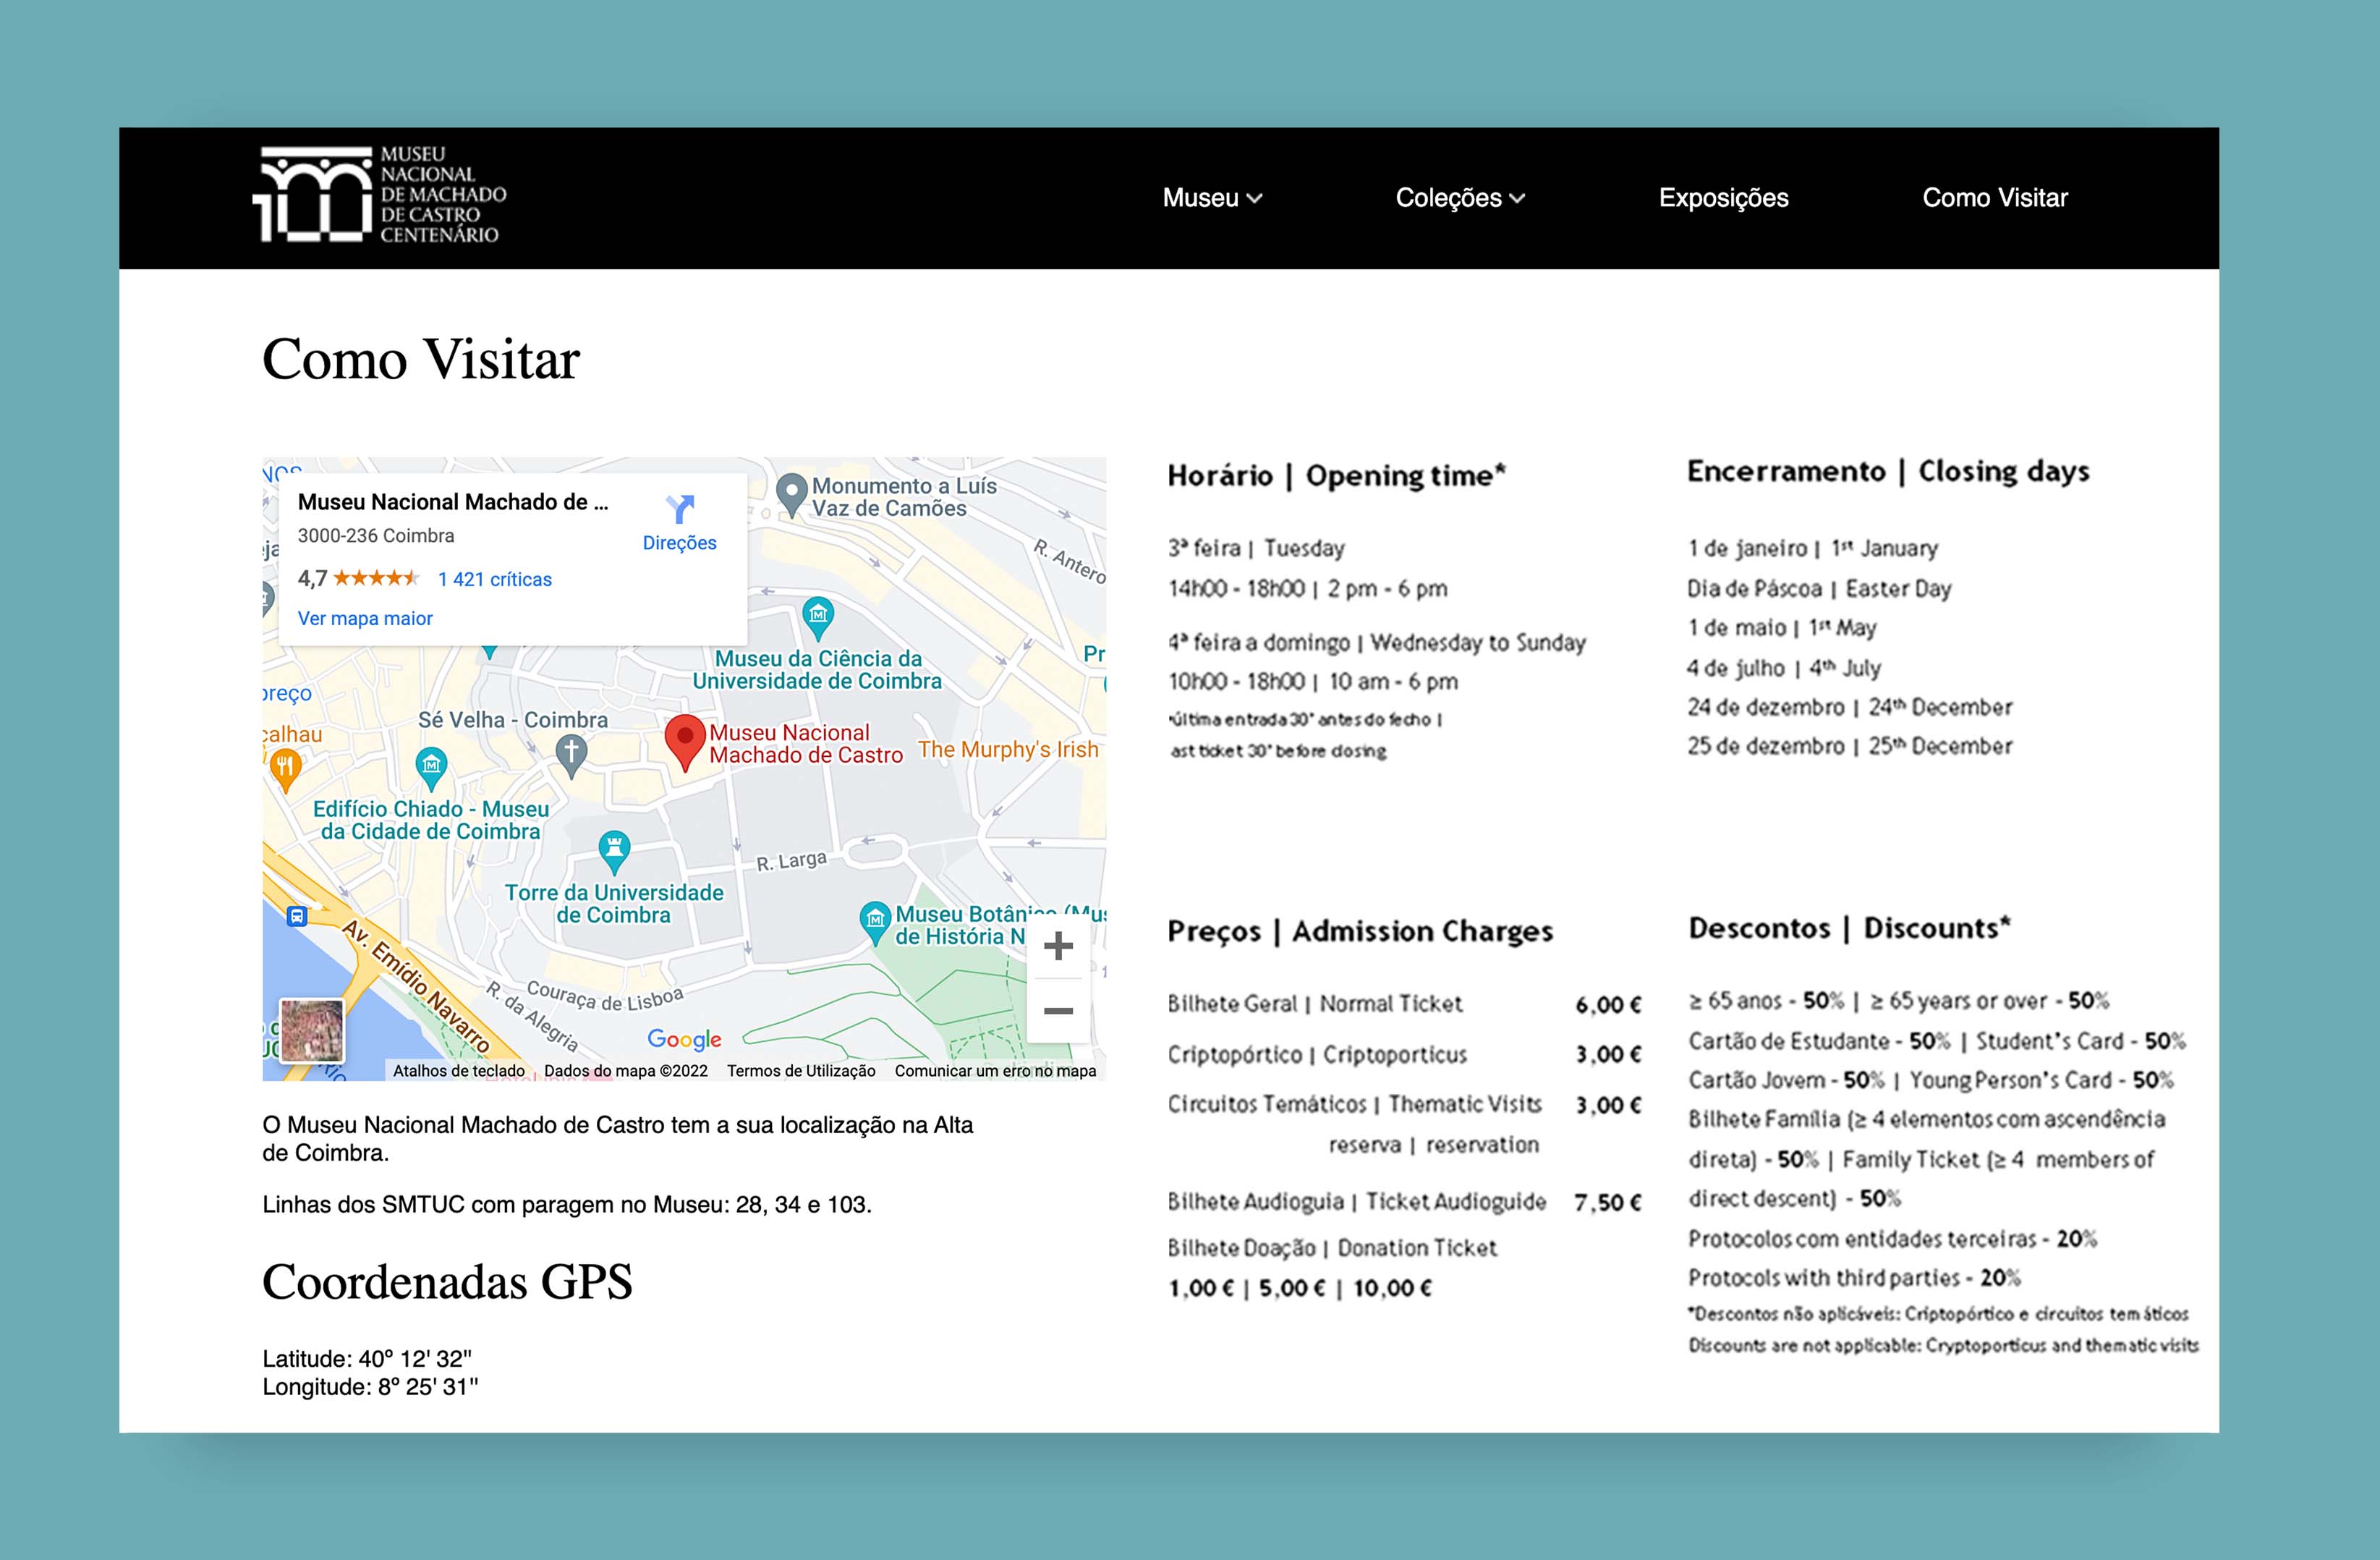 MUSEU
NACIONAL
DE MACHADO
DE CASTRO
CENTENÁRIO
Museu
Coleções
Exposições
Como Visitar
Como Visitar
Museu Nacional Machado de ...
3000-236 Coimbra
4,7
1 421 críticas
Ver mapa maior
Direções
Monumento a Luís
Vaz de Camões
R. Antero
Museu da Ciência da
Universidade de Coimbra
Pr
preço
Sé Velha - Coimbra
calhau
Museu Nacional
Machado de Castro
The Murphy's Irish
Edifício Chiado - Museu
da Cidade de Coimbra
R. Larga
Torre da Universidade
de Coimbra
Museu Botânico (Mus
de História N
Av. Emídio Navarro
Couraça de Lisboa
R. da Alegria
Google
Atalhos de teclado
Dados do mapa ©2022
Termos de Utilização
Comunicar um erro no mapa
O Museu Nacional Machado de Castro tem a sua localização na Alta
de Coimbra.
Linhas dos SMTUC com paragem no Museu: 28, 34 e 103.
Coordenadas GPS
Latitude: 40º 12' 32"
Longitude: 8º 25' 31"
Horário | Opening time*
3ª feira | Tuesday
14h00 - 18h00 | 2 pm - 6 pm
4ª feira a domingo | Wednesday to Sunday
10h00 - 18h00 | 10 am - 6 pm
*última entrada 30' antes do fecho |
ast ticket 30' before closing
Encerramento | Closing days
1 de janeiro | 1st January
Dia de Páscoa | Easter Day
1 de maio | 1st May
4 de julho | 4th July
24 de dezembro | 24th December
25 de dezembro | 25th December
Preços | Admission Charges
Bilhete Geral | Normal Ticket 6,00 €
Criptopórtico | Criptoporticus 3,00 €
Circuitos Temáticos | Thematic Visits 3,00 €
reserva | reservation
Bilhete Audioguia | Ticket Audioguide 7,50 €
Bilhete Doação | Donation Ticket
1,00 € | 5,00 € | 10,00 €
Descontos | Discounts*
≥ 65 anos - 50% | ≥ 65 years or over - 50%
Cartão de Estudante - 50% | Student's Card - 50%
Cartão Jovem - 50% | Young Person's Card - 50%
Bilhete Família (≥ 4 elementos com ascendência
direta) - 50% | Family Ticket (≥ 4 members of
direct descent) - 50%
Protocolos com entidades terceiras - 20%
Protocols with third parties - 20%
*Descontos não aplicáveis: Criptopórtico e circuitos temáticos
Discounts are not applicable: Cryptoporticus and thematic visits